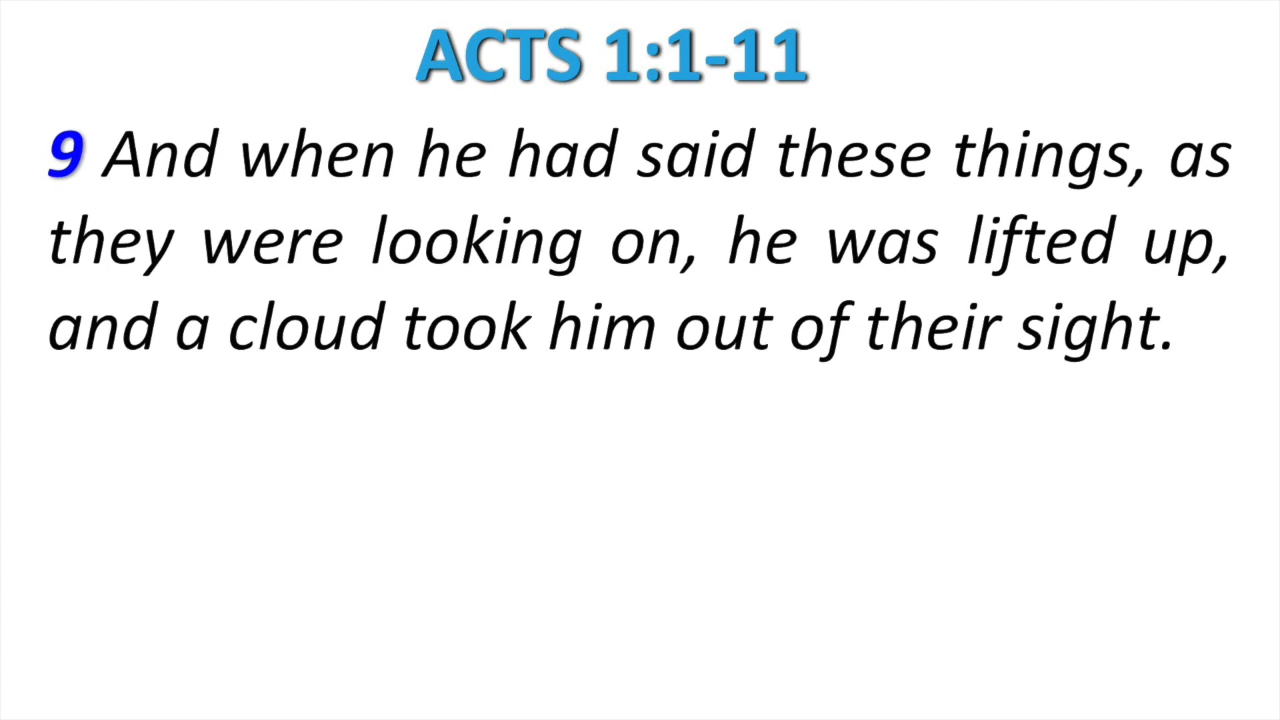 ACTS 1:1-11
9 And when he had said these things, as
they were looking on, he was lifted up,
and a cloud took him out of their sight.